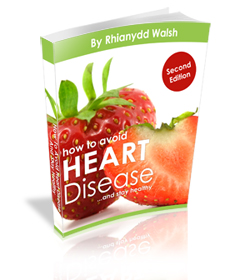 By Rhianydd Walsh
Second
Edition
how to avoid
HEART
Disease
...and stay healthy